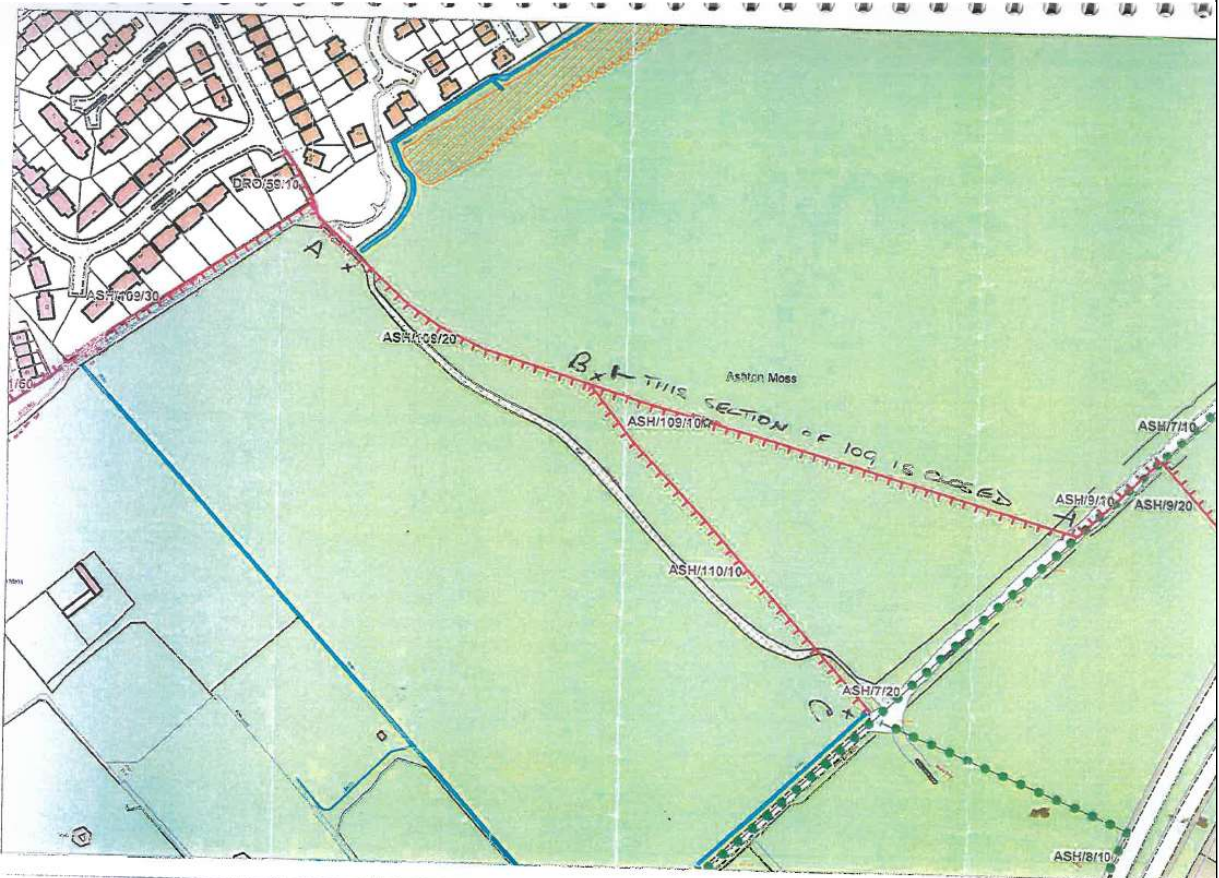 DRO/59/10
A
ASH/109/30
ASH/109/20
B
THIS SECTION OF 109 IS CLOSED
Ashton Moss
ASH/109/10
ASH/7/10
ASH/9/10
ASH/9/20
ASH/110/10
ASH/7/20
C
ASH/8/10